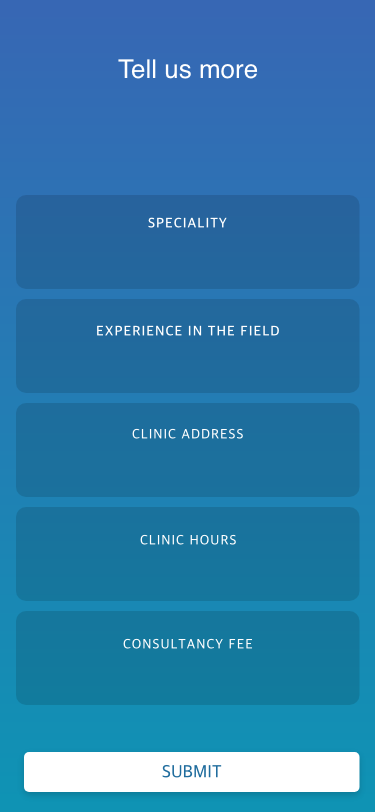 Tell us more
SPECIALITY
EXPERIENCE IN THE FIELD
CLINIC ADDRESS
CLINIC HOURS
CONSULTANCY FEE
SUBMIT